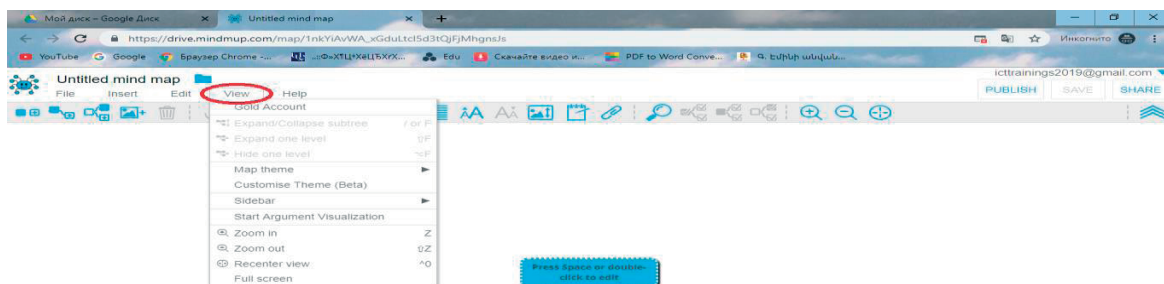 Мой диск – Google Диск
Untitled mind map
https://drive.mindmup.com/map/1nkYiAvWA_xGduLtclSd3tQjFjMhgnsJs
Инкогнито
YouTube Google Браузер Chrome -... Edu Скачайте видео и... PDF to Word Conve...
icttrainings2019@gmail.com
Untitled mind map
PUBLISH SAVE SHARE
File Insert Edit View Help
Gold Account
Expand/Collapse subtree / or F
Expand one level ⇧F
Hide one level ⌥F
Map theme
Customise Theme (Beta)
Sidebar
Start Argument Visualization
Zoom in Z
Zoom out ⇧Z
Recenter view ^0
Full screen
Press Space or double-
click to edit